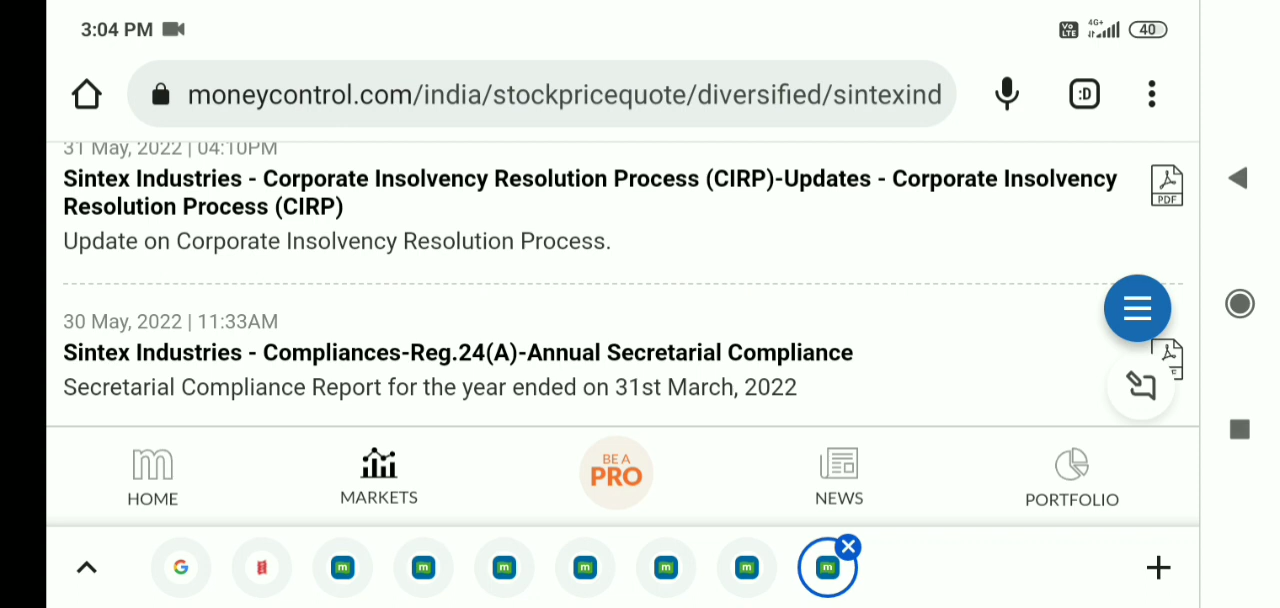 3:04 PM
Vo LTE 4G+ 40
moneycontrol.com/india/stockpricequote/diversified/sintexind
:D
31 May, 2022 | 04:10PM
Sintex Industries - Corporate Insolvency Resolution Process (CIRP)-Updates - Corporate Insolvency
Resolution Process (CIRP)
PDF
Update on Corporate Insolvency Resolution Process.
30 May, 2022 | 11:33AM
Sintex Industries - Compliances-Reg.24(A)-Annual Secretarial Compliance
Secretarial Compliance Report for the year ended on 31st March, 2022
m
BE A
PRO
HOME
MARKETS
NEWS
PORTFOLIO
G m m m m m m m